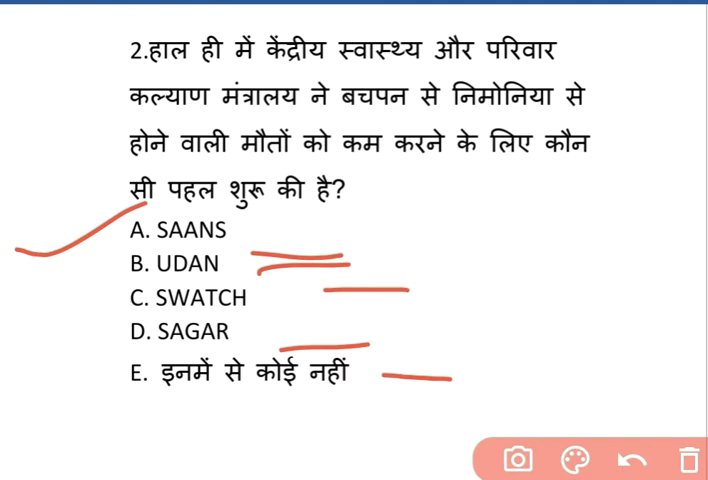 2.हाल ही में केंद्रीय स्वास्थ्य और परिवार
कल्याण मंत्रालय ने बचपन से निमोनिया से
होने वाली मौतों को कम करने के लिए कौन
सी पहल शुरू की है?
A. SAANS
B. UDAN
C. SWATCH
D. SAGAR
E. इनमें से कोई नहीं